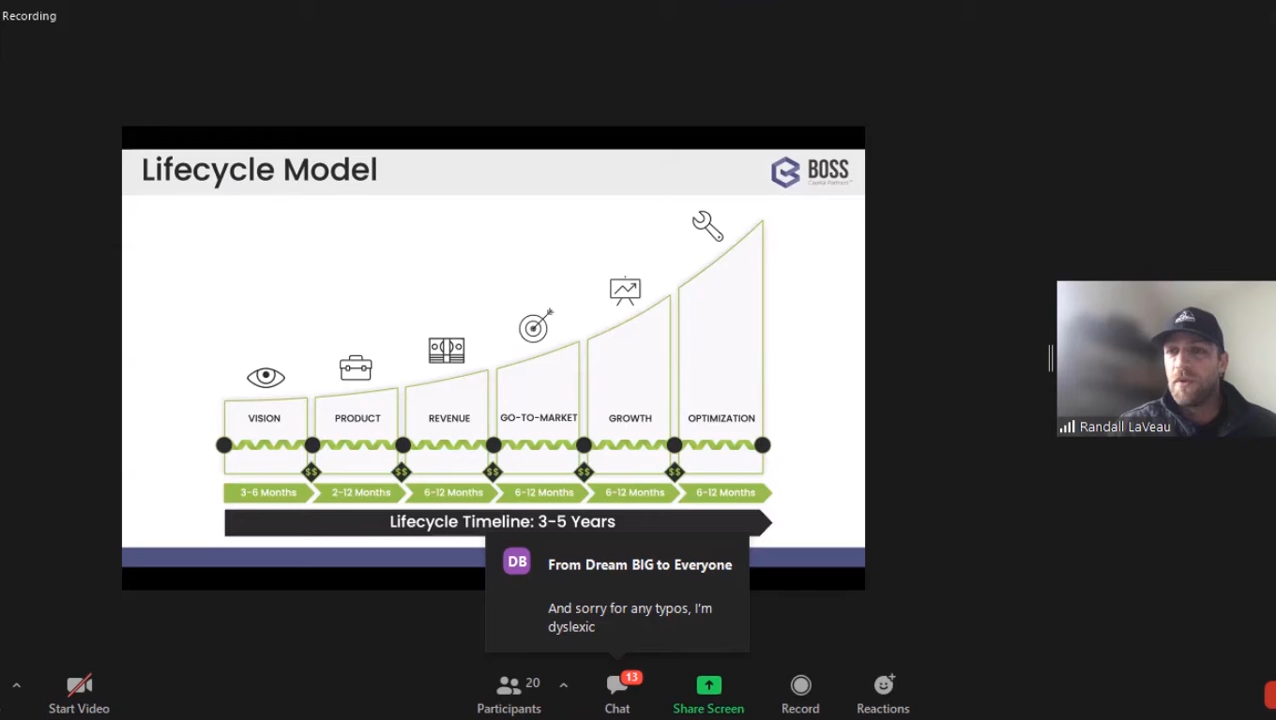 Recording
Lifecycle Model
BOSS
Capital Partners
VISION
PRODUCT
REVENUE
GO-TO-MARKET
GROWTH
OPTIMIZATION
$$ $$ $$ $$ $$
3-6 Months
2-12 Months
6-12 Months
6-12 Months
6-12 Months
6-12 Months
Lifecycle Timeline: 3-5 Years
DB
From Dream BIG to Everyone
And sorry for any typos, I'm
dyslexic
Randall LaVeau
Start Video
20
Participants
13
Chat
Share Screen
Record
Reactions